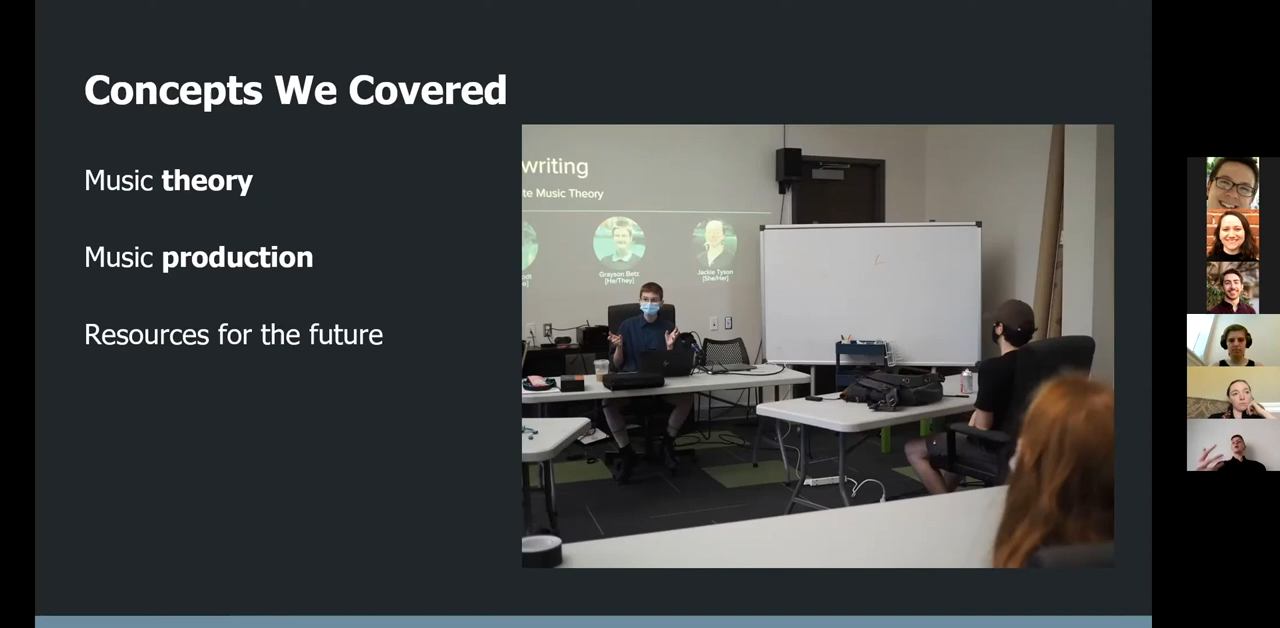 Concepts We Covered
Music theory
Music production
Resources for the future
writing
te Music Theory
Grayson Betz
[He/They]
Jackie Tyson
[She/Her]